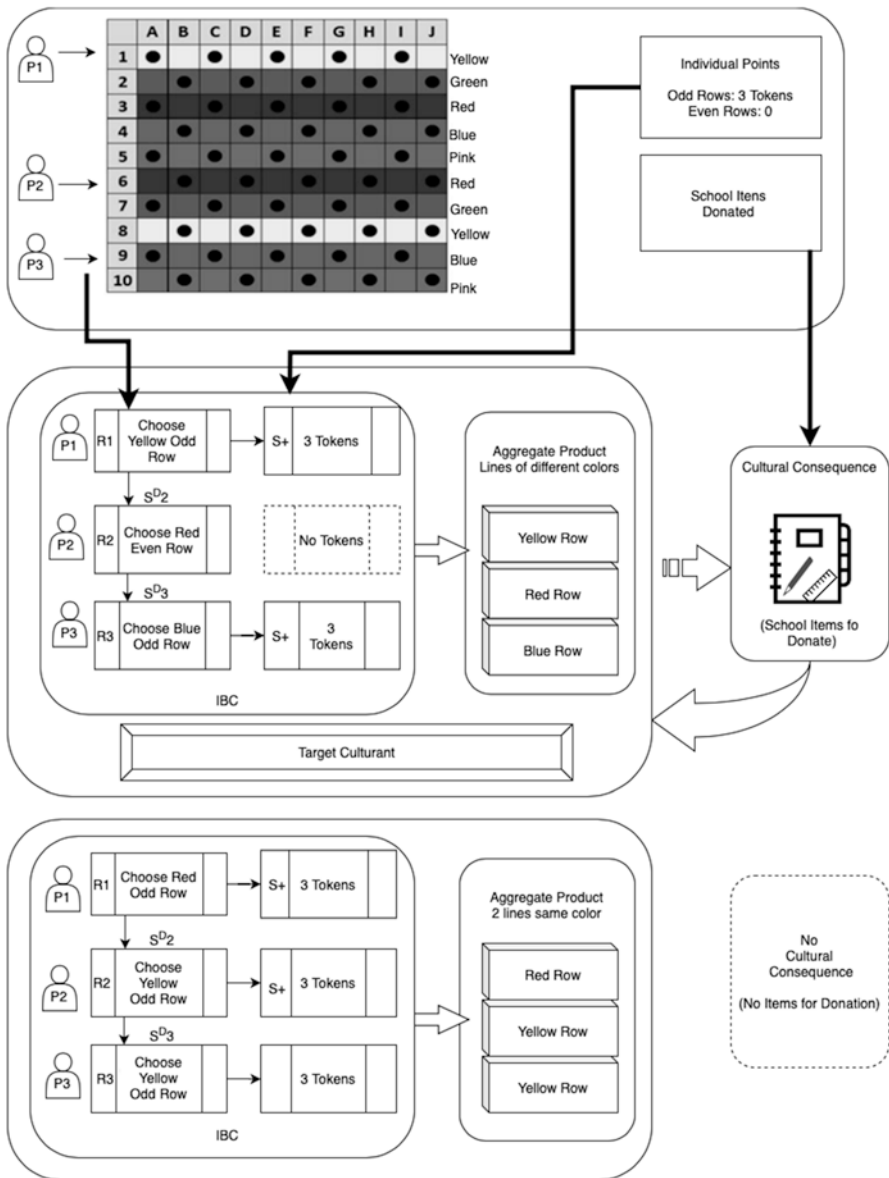 A B C D E F G H I J
P1
1 Yellow
2 Green
3 Red
4 Blue
5 Pink
P2
6 Red
7 Green
8 Yellow
P3
9 Blue
10 Pink
Individual Points
Odd Rows: 3 Tokens
Even Rows: 0
School Itens
Donated
P1
R1
Choose
Yellow Odd
Row
S+
3 Tokens
SD2
P2
R2
Choose Red
Even Row
No Tokens
SD3
P3
R3
Choose Blue
Odd Row
S+
3
Tokens
IBC
Aggregate Product
Lines of different colors
Yellow Row
Red Row
Blue Row
Cultural Consequence
(School Items fo
Donate)
Target Culturant
P1
R1
Choose Red
Odd Row
S+
3 Tokens
SD2
P2
R2
Choose
Yellow
Odd Row
S+
3 Tokens
SD3
P3
R3
Choose
Yellow
Odd Row
3 Tokens
IBC
Aggregate Product
2 lines same color
Red Row
Yellow Row
Yellow Row
No
Cultural
Consequence
(No Items for Donation)